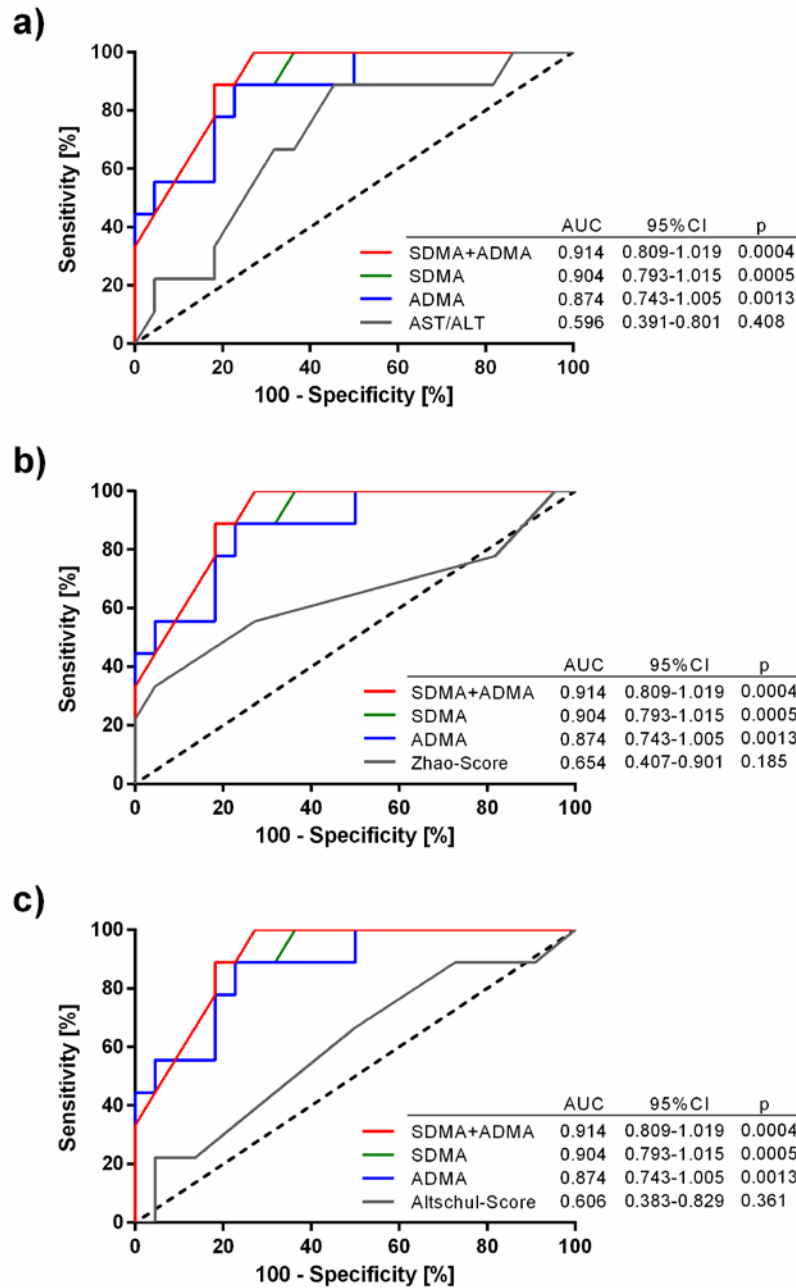 a)
100
80
60
40
20
0
Sensitivity [%]
AUC 95%CI p
SDMA+ADMA 0.914 0.809-1.019 0.0004
SDMA 0.904 0.793-1.015 0.0005
ADMA 0.874 0.743-1.005 0.0013
AST/ALT 0.596 0.391-0.801 0.408
0 20 40 60 80 100
100 - Specificity [%]
b)
100
80
60
40
20
0
Sensitivity [%]
AUC 95%CI p
SDMA+ADMA 0.914 0.809-1.019 0.0004
SDMA 0.904 0.793-1.015 0.0005
ADMA 0.874 0.743-1.005 0.0013
Zhao-Score 0.654 0.407-0.901 0.185
0 20 40 60 80 100
100 - Specificity [%]
c)
100
80
60
40
20
0
Sensitivity [%]
AUC 95%CI p
SDMA+ADMA 0.914 0.809-1.019 0.0004
SDMA 0.904 0.793-1.015 0.0005
ADMA 0.874 0.743-1.005 0.0013
Altschul-Score 0.606 0.383-0.829 0.361
0 20 40 60 80 100
100 - Specificity [%]